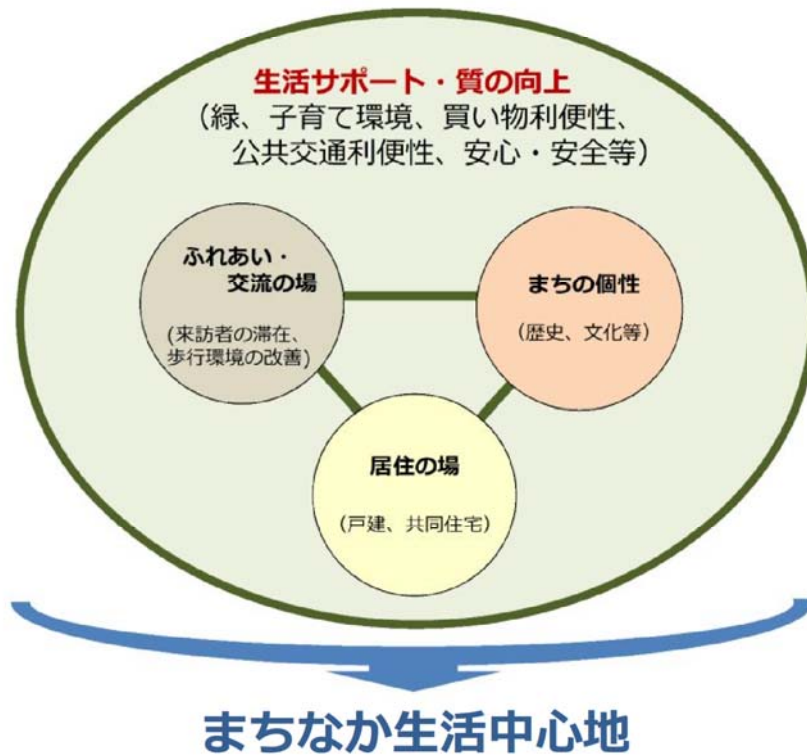 生活サポート・質の向上
（緑、子育て環境、買い物利便性、
公共交通利便性、安心・安全等）
ふれあい・
交流の場
(来訪者の滞在、
歩行環境の改善)
まちの個性
（歴史、文化等）
居住の場
（戸建、共同住宅）
まちなか生活中心地